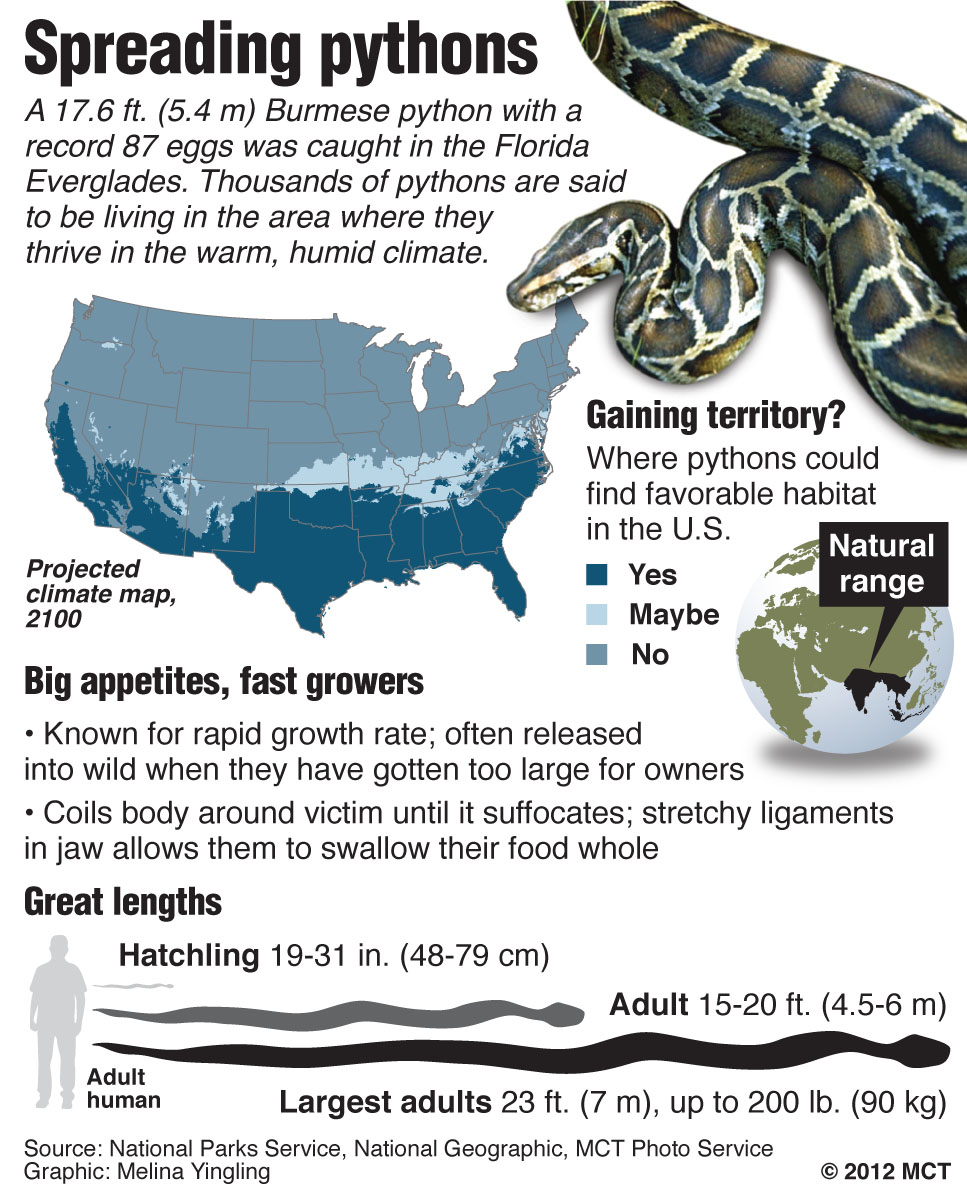 Spreading pythons
A 17.6 ft. (5.4 m) Burmese python with a
record 87 eggs was caught in the Florida
Everglades. Thousands of pythons are said
to be living in the area where they
thrive in the warm, humid climate.
Projected
climate map,
2100
Gaining territory?
Where pythons could
find favorable habitat
in the U.S.
Yes
Maybe
No
Natural
range
Big appetites, fast growers
• Known for rapid growth rate; often released
into wild when they have gotten too large for owners
• Coils body around victim until it suffocates; stretchy ligaments
in jaw allows them to swallow their food whole
Great lengths
Hatchling 19-31 in. (48-79 cm)
Adult 15-20 ft. (4.5-6 m)
Adult
human
Largest adults 23 ft. (7 m), up to 200 lb. (90 kg)
Source: National Parks Service, National Geographic, MCT Photo Service
Graphic: Melina Yingling
© 2012 MCT